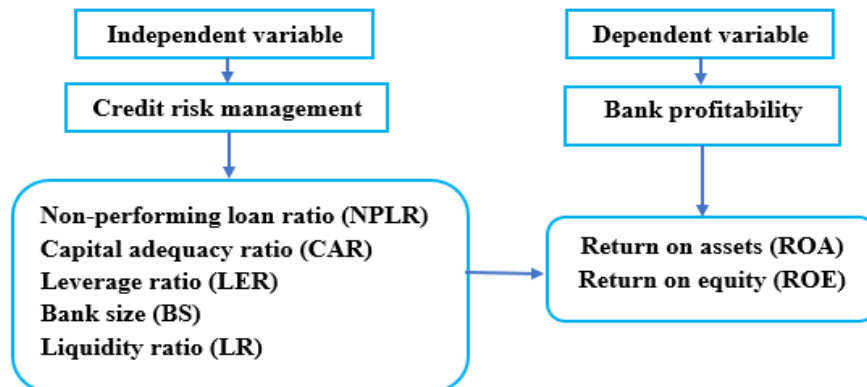 Independent variable
Dependent variable
Credit risk management
Bank profitability
Non-performing loan ratio (NPLR)
Capital adequacy ratio (CAR)
Leverage ratio (LER)
Bank size (BS)
Liquidity ratio (LR)
Return on assets (ROA)
Return on equity (ROE)